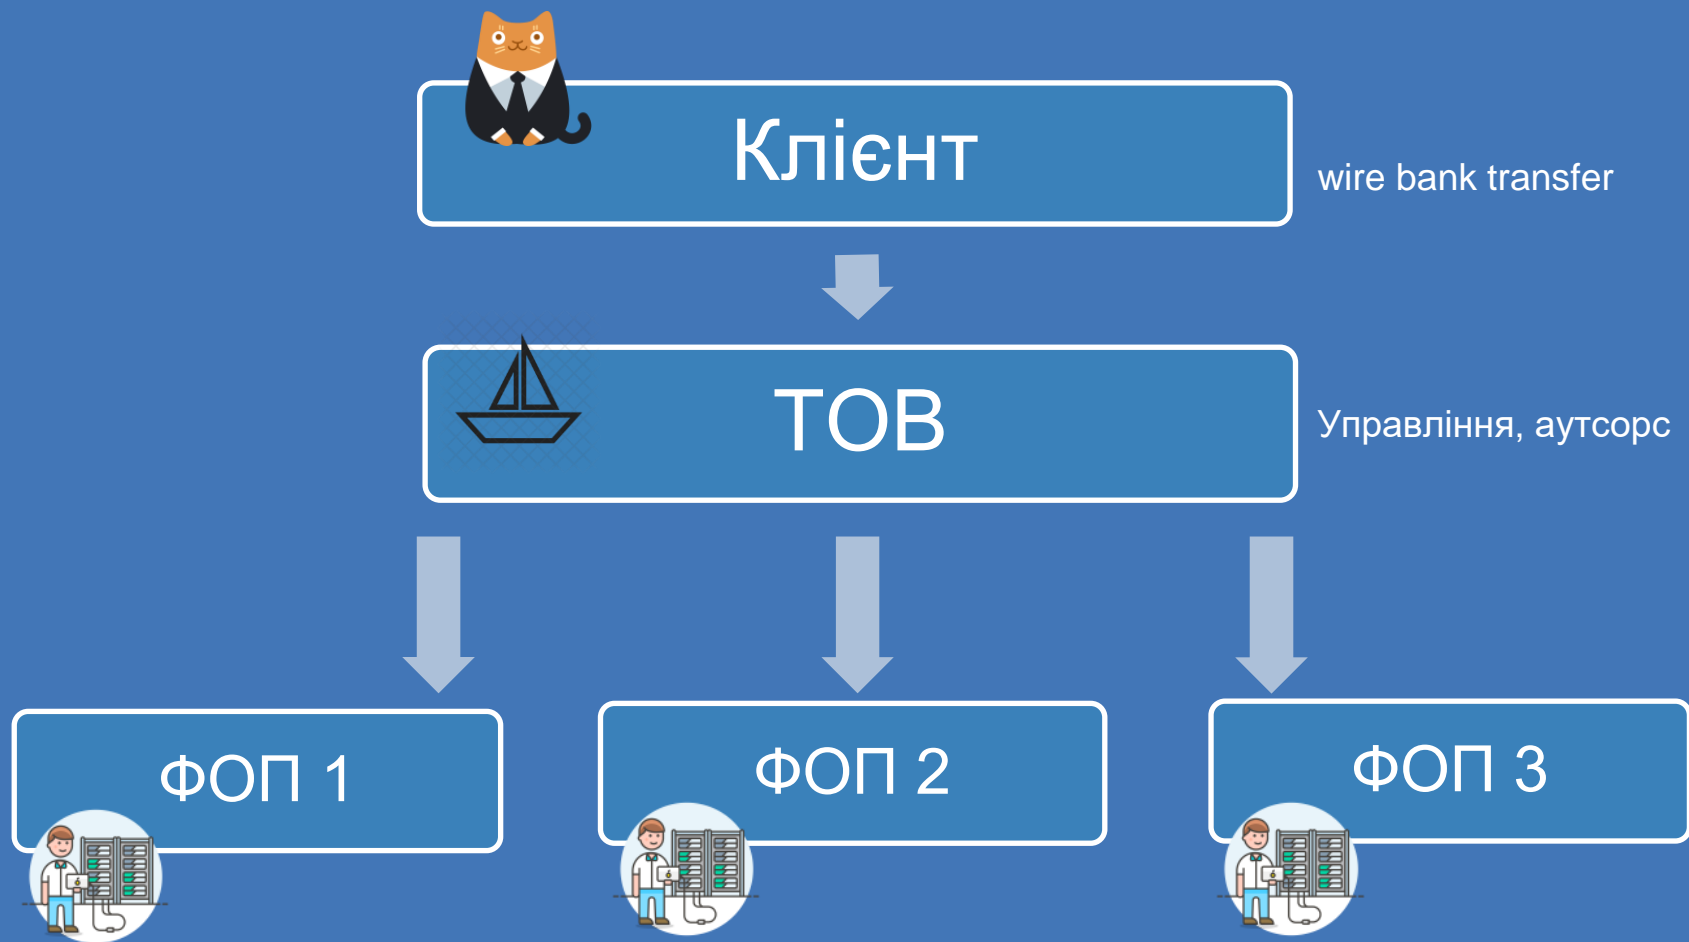 Клієнт
wire bank transfer
ТОВ
Управління, аутсорс
ФОП 1
ФОП 2
ФОП 3